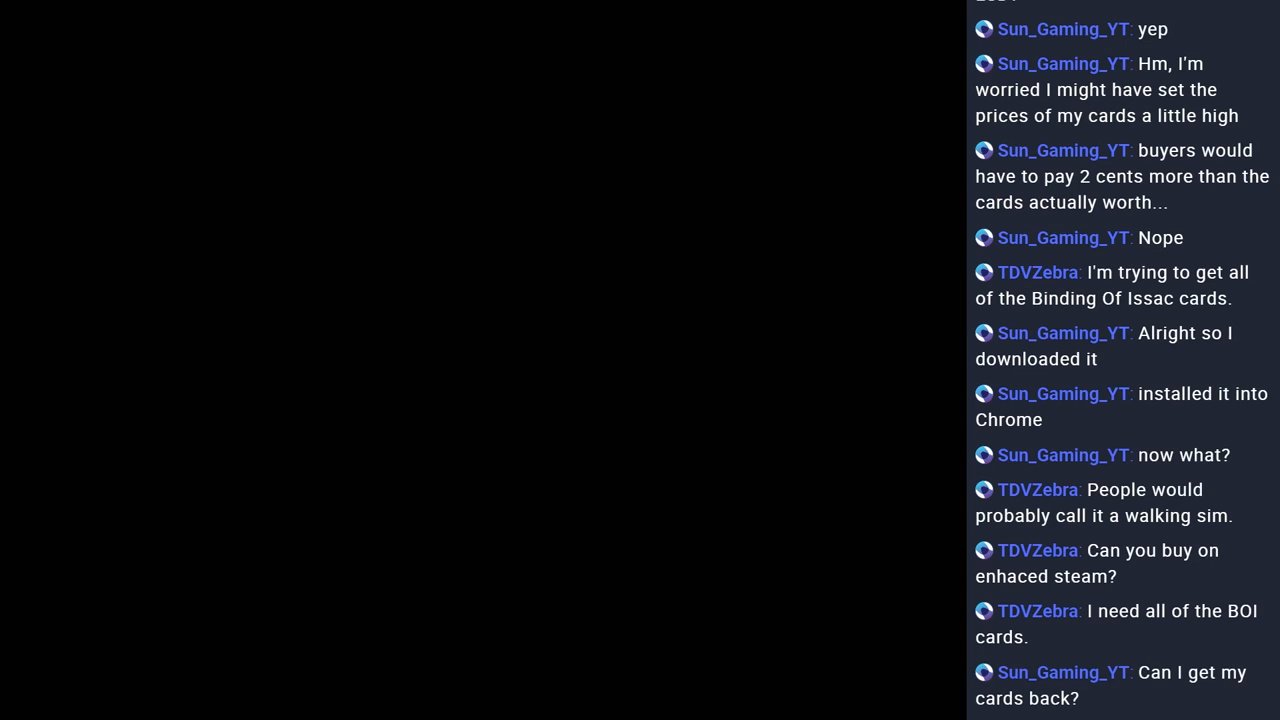 Sun_Gaming_YT: yep
Sun_Gaming_YT: Hm, I'm
worried I might have set the
prices of my cards a little high
Sun_Gaming_YT: buyers would
have to pay 2 cents more than the
cards actually worth...
Sun_Gaming_YT: Nope
TDVZebra: I'm trying to get all
of the Binding Of Issac cards.
Sun_Gaming_YT: Alright so I
downloaded it
Sun_Gaming_YT: installed it into
Chrome
Sun_Gaming_YT: now what?
TDVZebra: People would
probably call it a walking sim.
TDVZebra: Can you buy on
enhaced steam?
TDVZebra: I need all of the BOI
cards.
Sun_Gaming_YT: Can I get my
cards back?